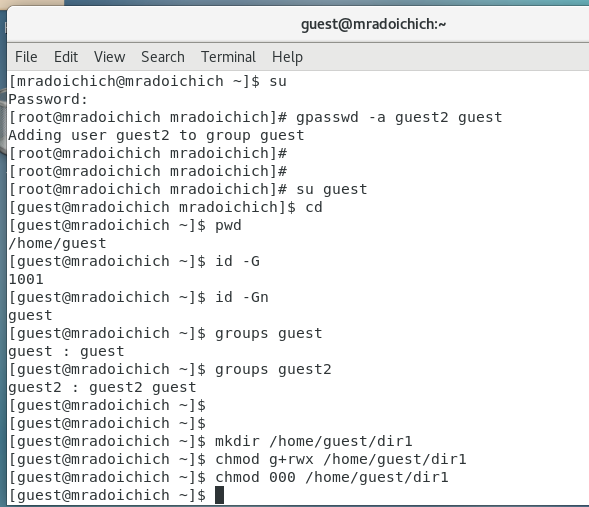 guest@mradoichich:~
File Edit View Search Terminal Help
[mradoichich@mradoichich ~]$ su
Password:
[root@mradoichich mradoichich]# gpasswd -a guest2 guest
Adding user guest2 to group guest
[root@mradoichich mradoichich]#
[root@mradoichich mradoichich]#
[root@mradoichich mradoichich]# su guest
[guest@mradoichich mradoichich]$ cd
[guest@mradoichich ~]$ pwd
/home/guest
[guest@mradoichich ~]$ id -G
1001
[guest@mradoichich ~]$ id -Gn
guest
[guest@mradoichich ~]$ groups guest
guest : guest
[guest@mradoichich ~]$ groups guest2
guest2 : guest2 guest
[guest@mradoichich ~]$
[guest@mradoichich ~]$
[guest@mradoichich ~]$ mkdir /home/guest/dir1
[guest@mradoichich ~]$ chmod g+rwx /home/guest/dir1
[guest@mradoichich ~]$ chmod 000 /home/guest/dir1
[guest@mradoichich ~]$